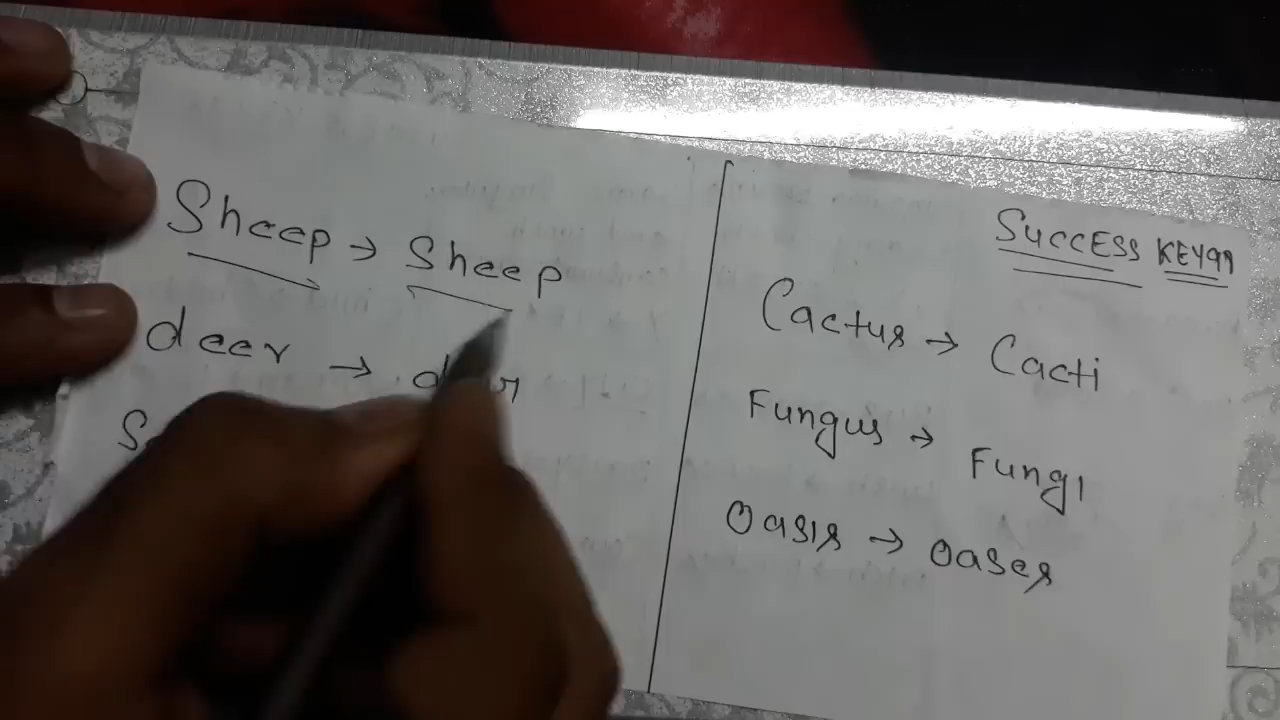 Sheep → Sheep
deer →
SUCCESS KEY99
Cactus → Cacti
Fungus → Fungi
Oasis → Oases